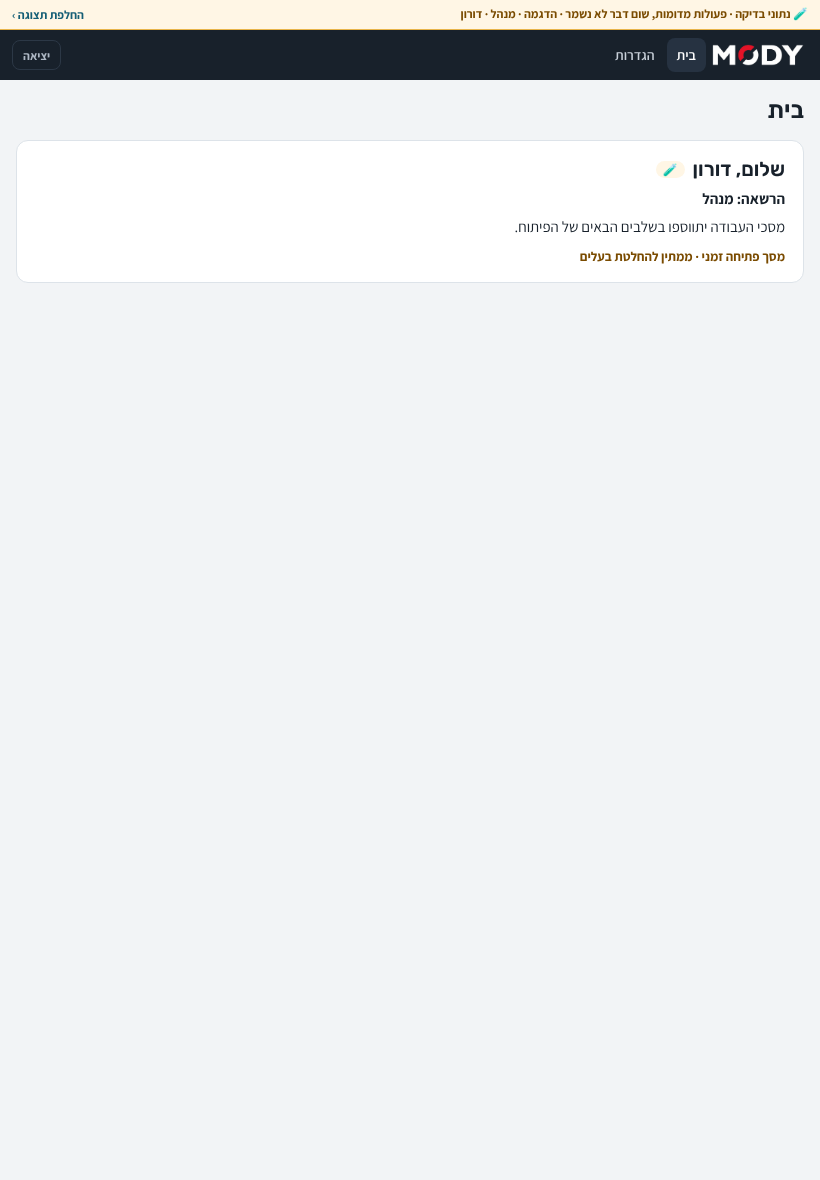 🧪 נתוני בדיקה · פעולות מדומות, שום דבר לא נשמר · הדגמה · מנהל · דורון
החלפת תצוגה ›
MODY
בית
הגדרות
יציאה
בית
שלום, דורון 🧪
הרשאה: מנהל
מסכי העבודה יתווספו בשלבים הבאים של הפיתוח.
מסך פתיחה זמני · ממתין להחלטת בעלים